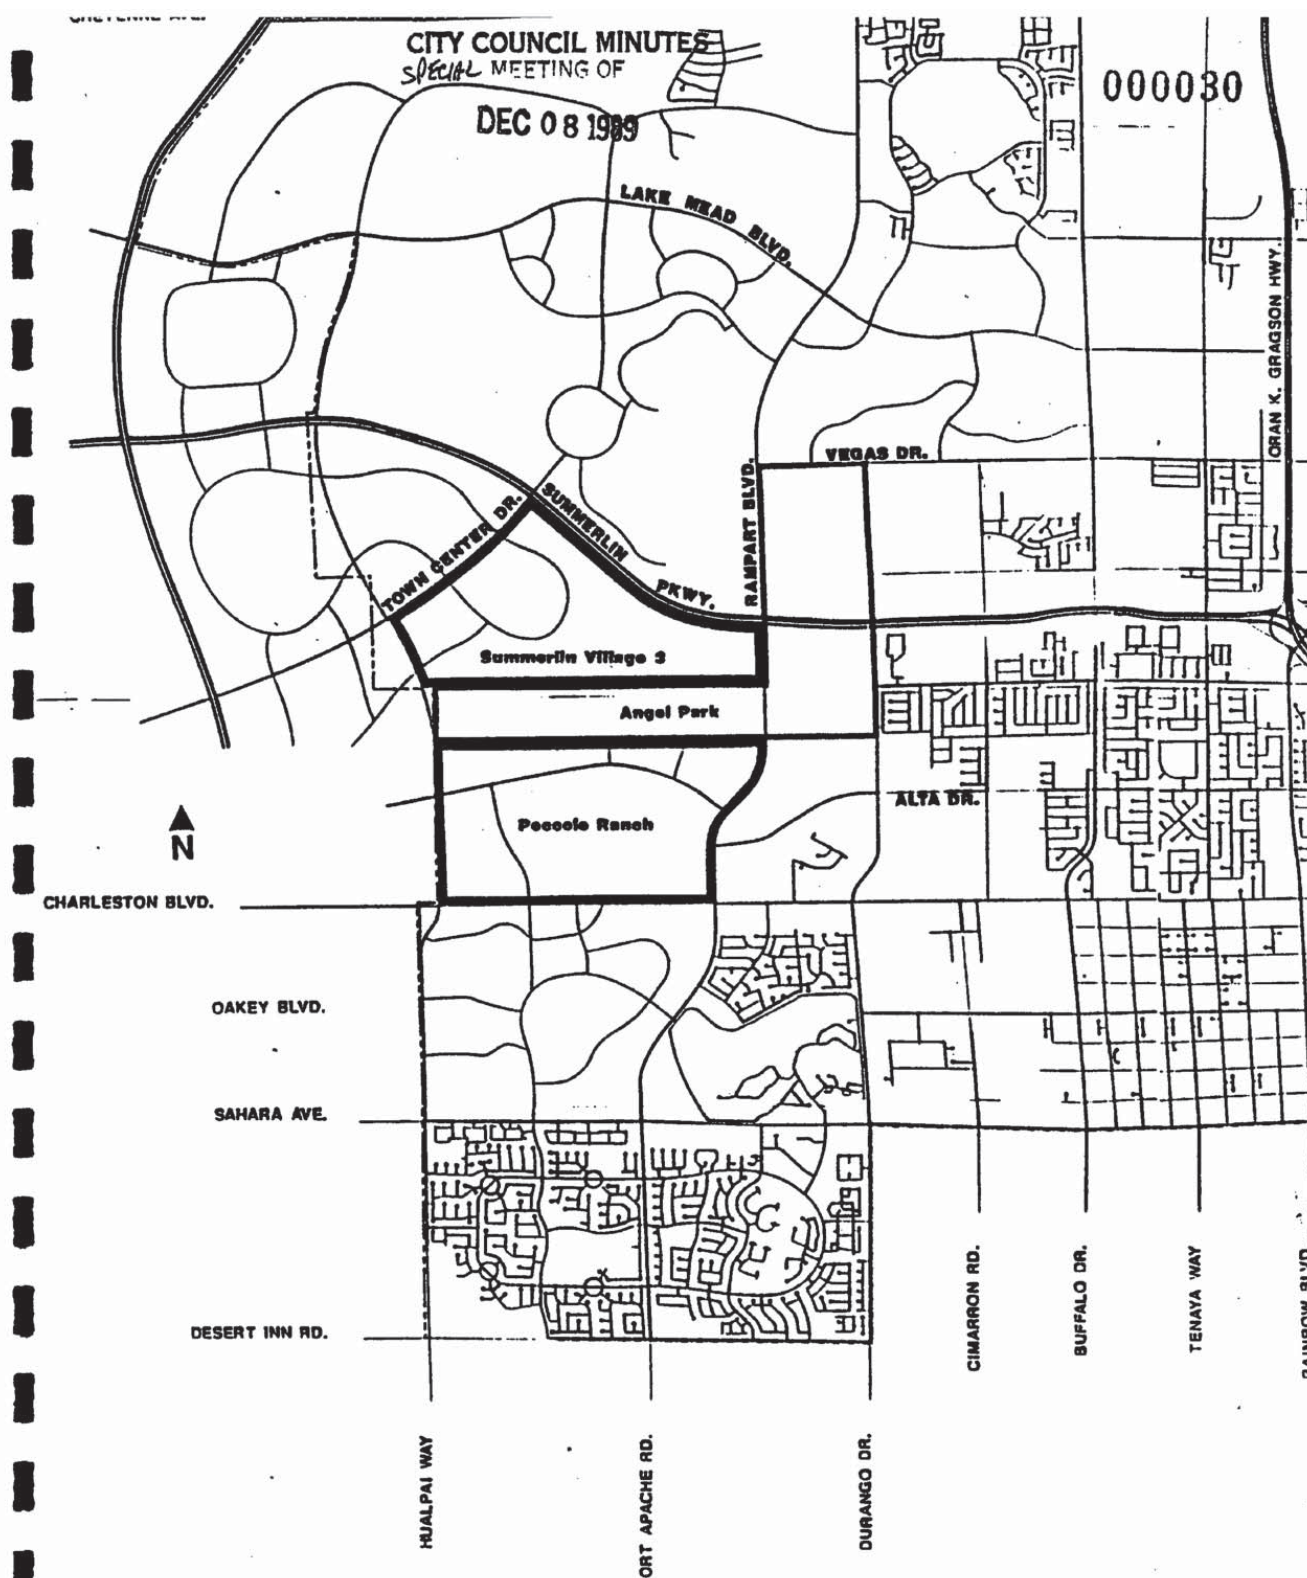 CITY COUNCIL MINUTES
SPECIAL MEETING OF
DEC 08 1989
000030
LAKE MEAD BLVD.
ORAN K. GRAGSON HWY.
VEGAS DR.
RAMPART BLVD.
SUMMERLIN PKWY.
TOWN CENTER DR.
Summerlin Village 3
Angel Park
Peccole Ranch
ALTA DR.
N
CHARLESTON BLVD.
OAKEY BLVD.
SAHARA AVE.
DESERT INN RD.
HUALPAI WAY
ORT APACHE RD.
DURANGO DR.
CIMARRON RD.
BUFFALO DR.
TENAYA WAY